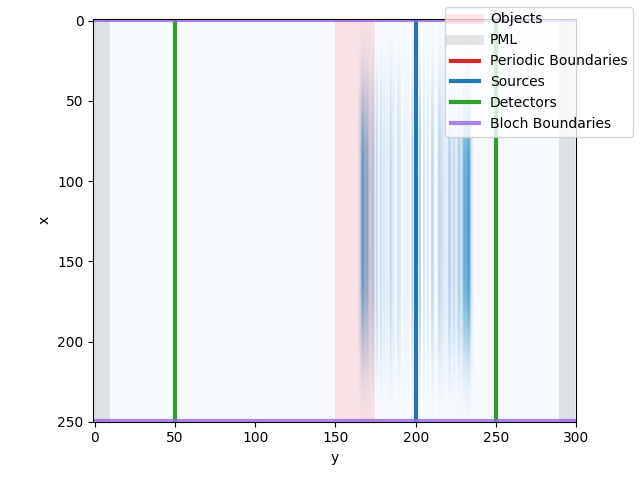 Objects
PML
Periodic Boundaries
Sources
Detectors
Bloch Boundaries
0
50
100
150
200
250
x
0 50 100 150 200 250 300
y